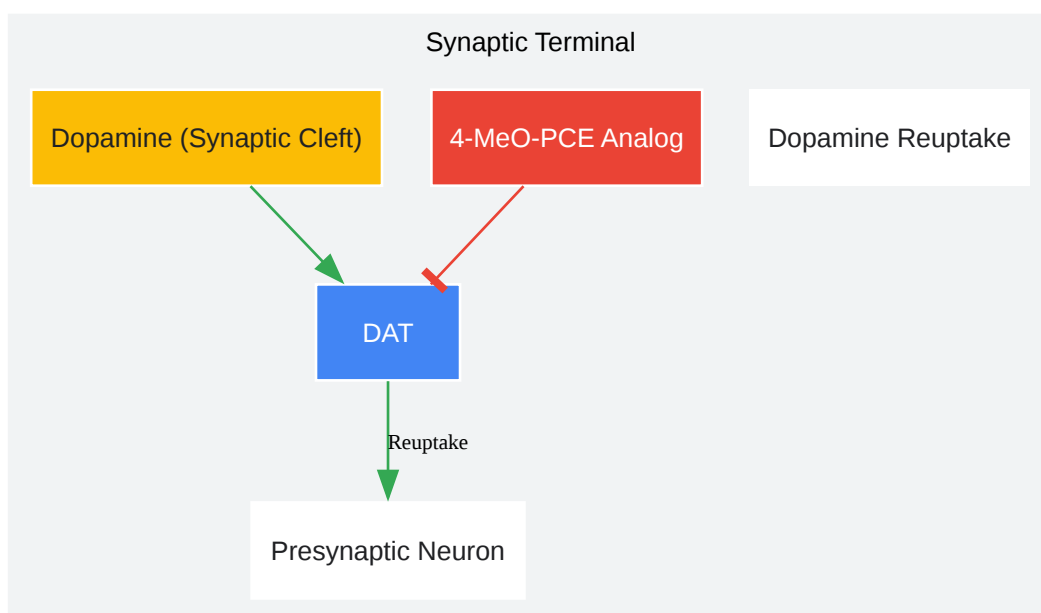 Synaptic Terminal
Dopamine (Synaptic Cleft)
4-MeO-PCE Analog
Dopamine Reuptake
DAT
Reuptake
Presynaptic Neuron